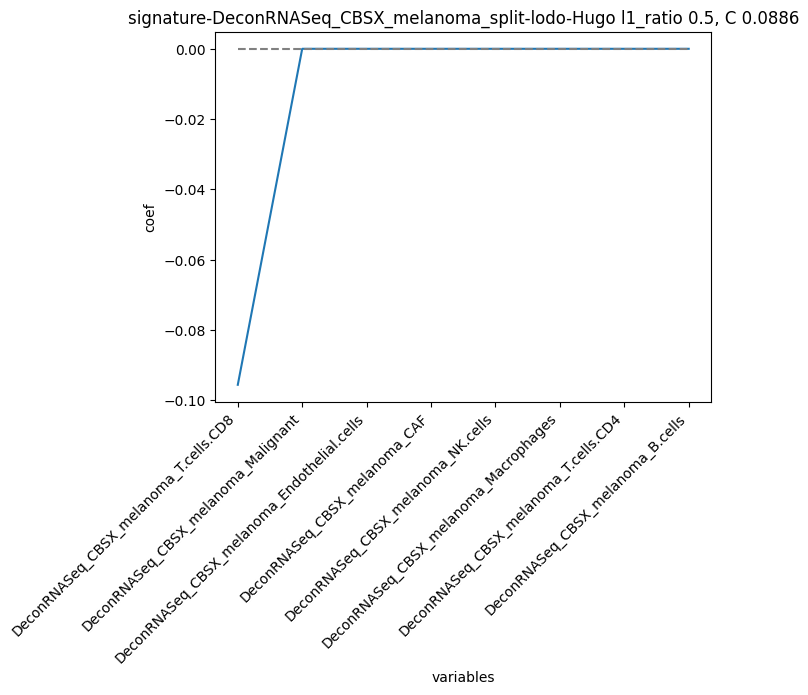 signature-DeconRNASeq_CBSX_melanoma_split-lodo-Hugo l1_ratio 0.5, C 0.0886
0.00
−0.02
−0.04
−0.06
−0.08
−0.10
coef
DeconRNASeq_CBSX_melanoma_T.cells.CD8
DeconRNASeq_CBSX_melanoma_Malignant
DeconRNASeq_CBSX_melanoma_Endothelial.cells
DeconRNASeq_CBSX_melanoma_CAF
DeconRNASeq_CBSX_melanoma_NK.cells
DeconRNASeq_CBSX_melanoma_Macrophages
DeconRNASeq_CBSX_melanoma_T.cells.CD4
DeconRNASeq_CBSX_melanoma_B.cells
variables